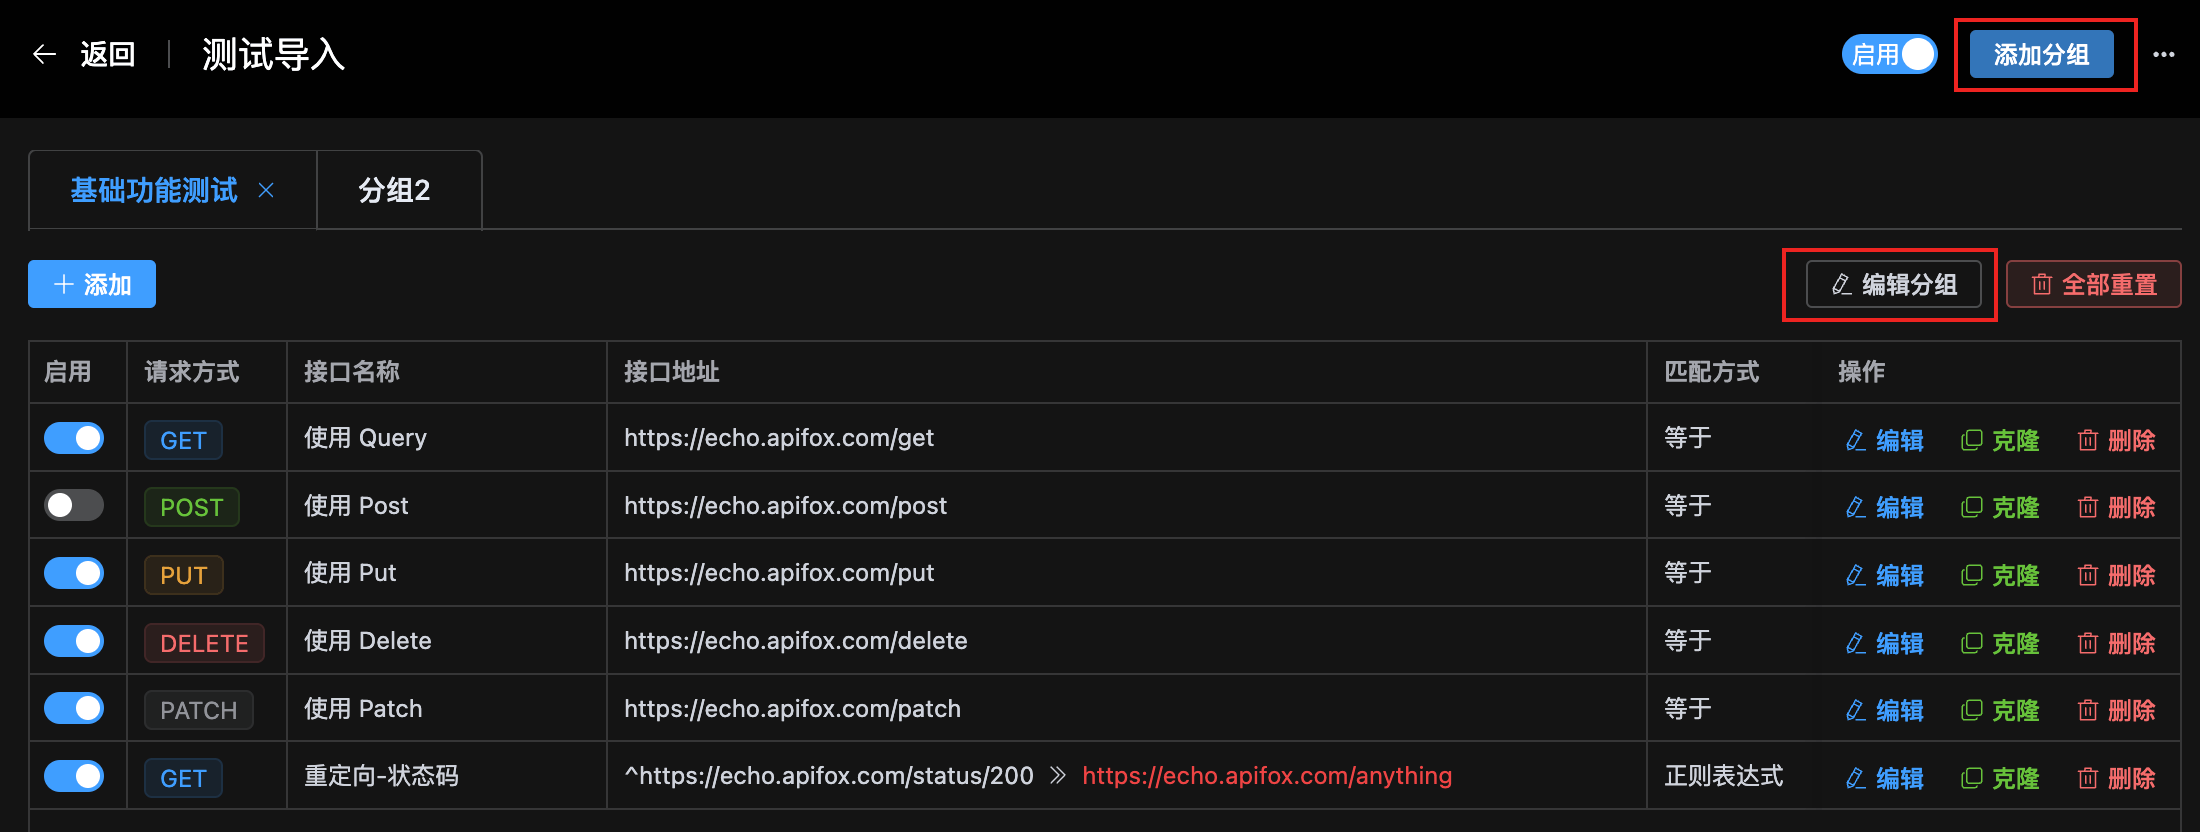 返回 测试导入 启用 添加分组
基础功能测试 分组2
添加 编辑分组 全部重置
启用 请求方式 接口名称 接口地址 匹配方式 操作
GET 使用 Query https://echo.apifox.com/get 等于 编辑 克隆 删除
POST 使用 Post https://echo.apifox.com/post 等于 编辑 克隆 删除
PUT 使用 Put https://echo.apifox.com/put 等于 编辑 克隆 删除
DELETE 使用 Delete https://echo.apifox.com/delete 等于 编辑 克隆 删除
PATCH 使用 Patch https://echo.apifox.com/patch 等于 编辑 克隆 删除
GET 重定向-状态码 ^https://echo.apifox.com/status/200 https://echo.apifox.com/anything 正则表达式 编辑 克隆 删除